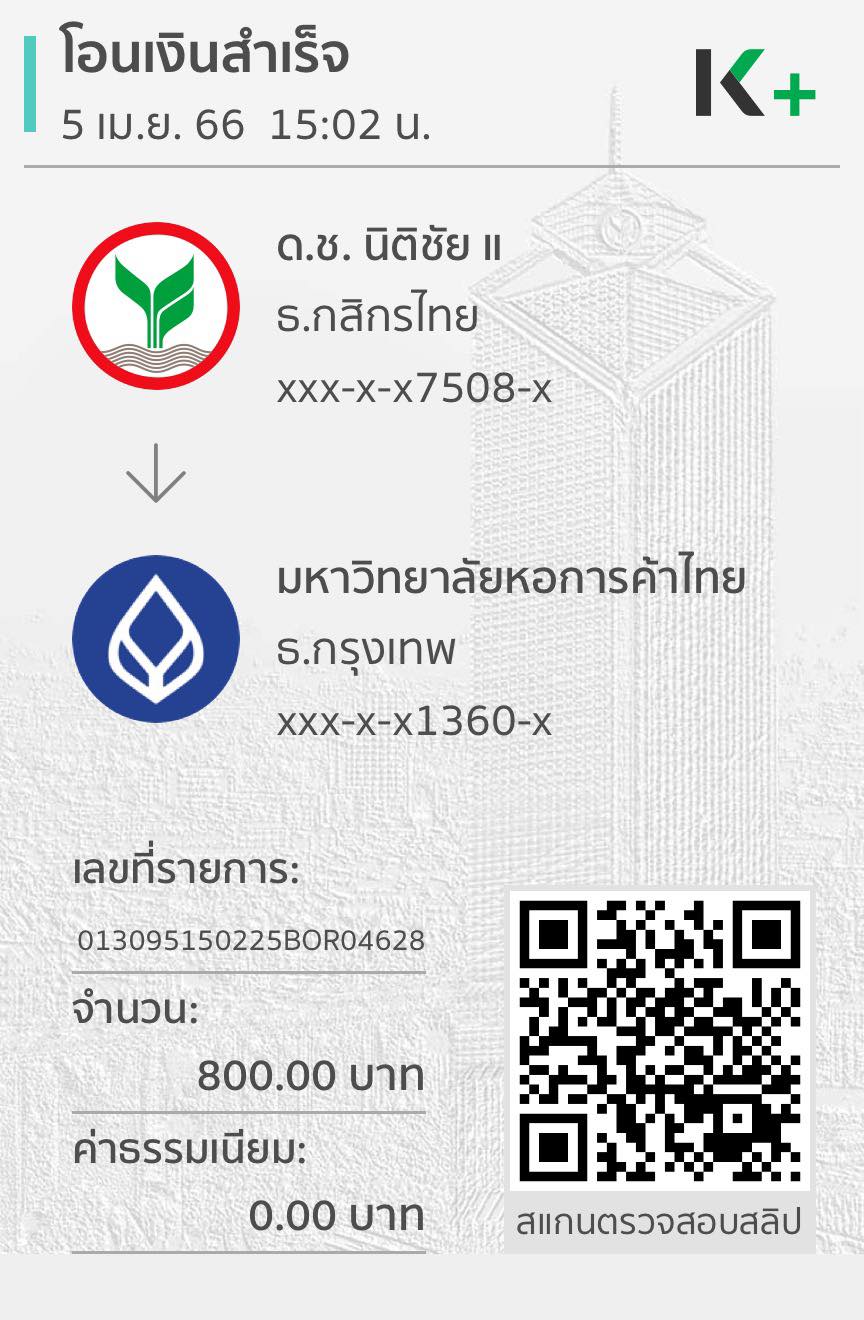 โอนเงินสำเร็จ
5 เม.ย. 66 15:02 น.
K+
ด.ช. นิติชัย แ
ธ.กสิกรไทย
xxx-x-x7508-x
มหาวิทยาลัยหอการค้าไทย
ธ.กรุงเทพ
xxx-x-x1360-x
เลขที่รายการ:
013095150225BOR04628
จำนวน:
800.00 บาท
ค่าธรรมเนียม:
0.00 บาท
สแกนตรวจสอบสลิป